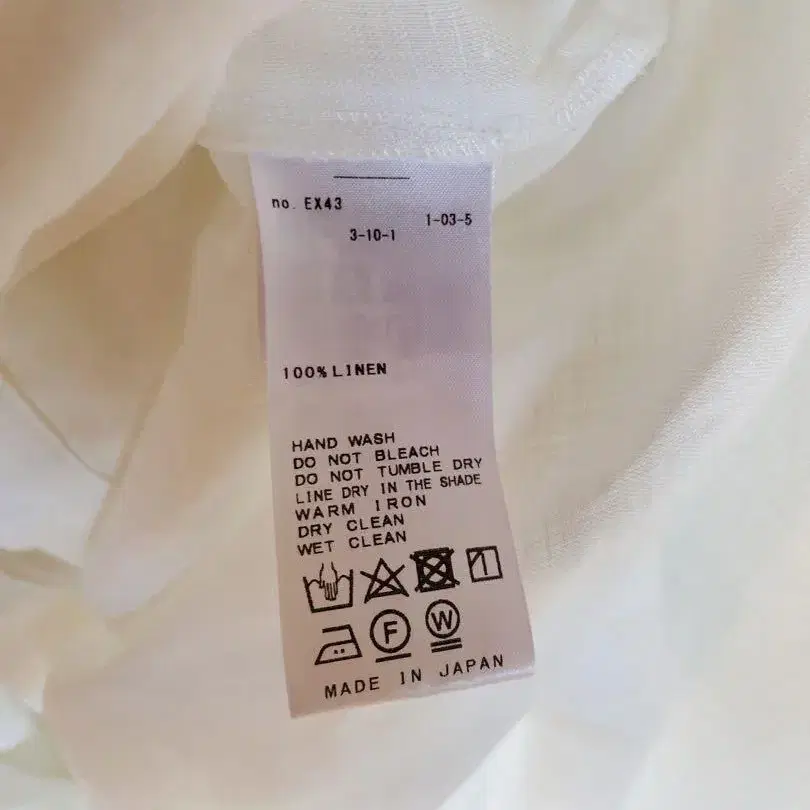 no. EX43
1-03-5
3-10-1
100% LINEN
HAND WASH
DO NOT BLEACH
DO NOT TUMBLE DRY
LINE DRY IN THE SHADE
WARM IRON
DRY CLEAN
WET CLEAN
F W
MADE IN JAPAN